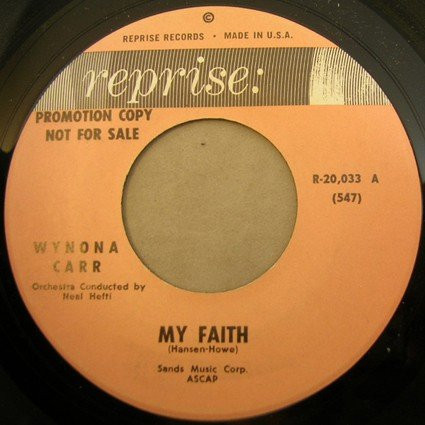 ©
REPRISE RECORDS • MADE IN U.S.A.
reprise:
PROMOTION COPY
NOT FOR SALE
R-20,033 A
(547)
WYNONA
CARR
Orchestra Conducted by
Neal Hefti
MY FAITH
(Hansen-Howe)
Sands Music Corp.
ASCAP